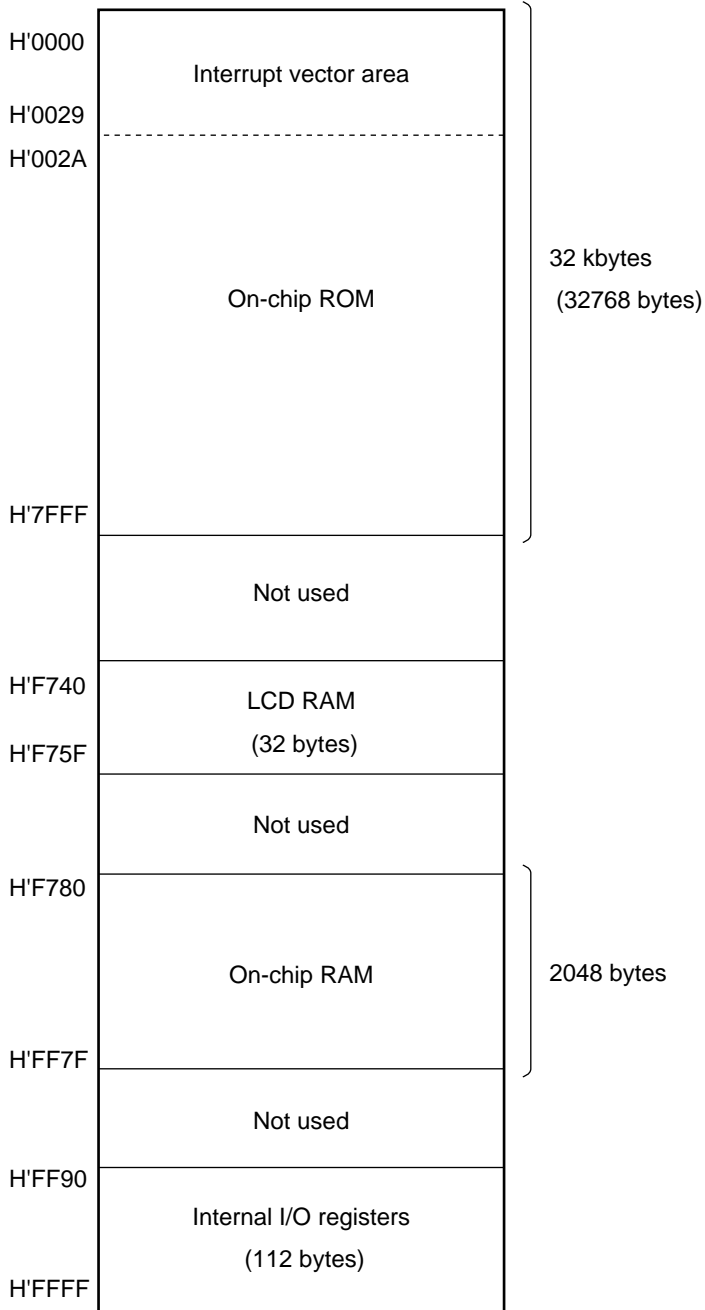 H'0000
Interrupt vector area
H'0029
H'002A
On-chip ROM
32 kbytes
(32768 bytes)
H'7FFF
Not used
H'F740
LCD RAM
(32 bytes)
H'F75F
Not used
H'F780
On-chip RAM
2048 bytes
H'FF7F
Not used
H'FF90
Internal I/O registers
(112 bytes)
H'FFFF